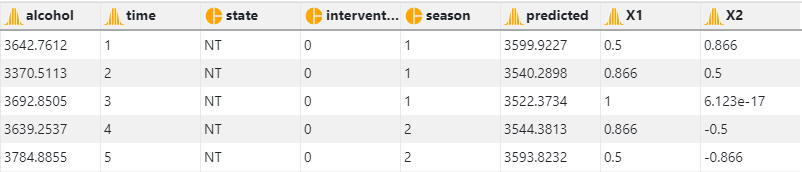 alcohol time state intervent... season predicted X1 X2
3642.7612 1 NT 0 1 3599.9227 0.5 0.866
3370.5113 2 NT 0 1 3540.2898 0.866 0.5
3692.8505 3 NT 0 1 3522.3734 1 6.123e-17
3639.2537 4 NT 0 2 3544.3813 0.866 -0.5
3784.8855 5 NT 0 2 3593.8232 0.5 -0.866